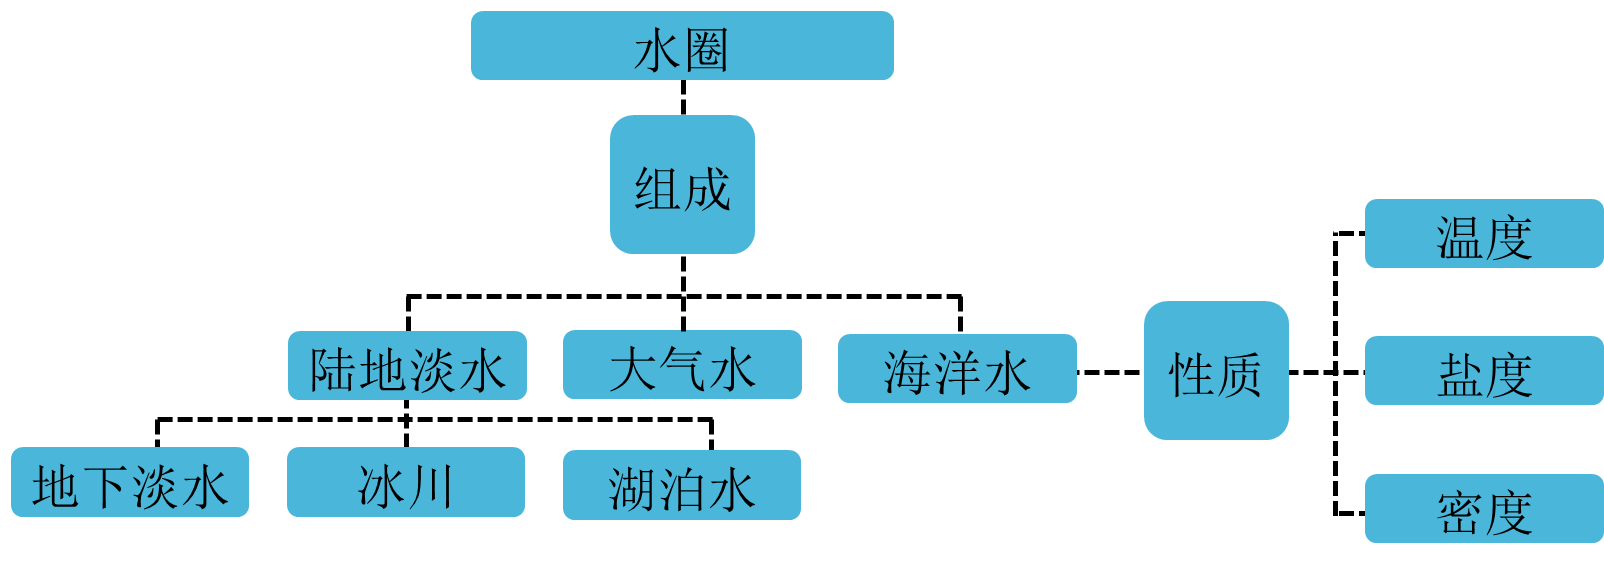 水圈
组成
陆地淡水
大气水
海洋水
地下淡水
冰川
湖泊水
性质
温度
盐度
密度